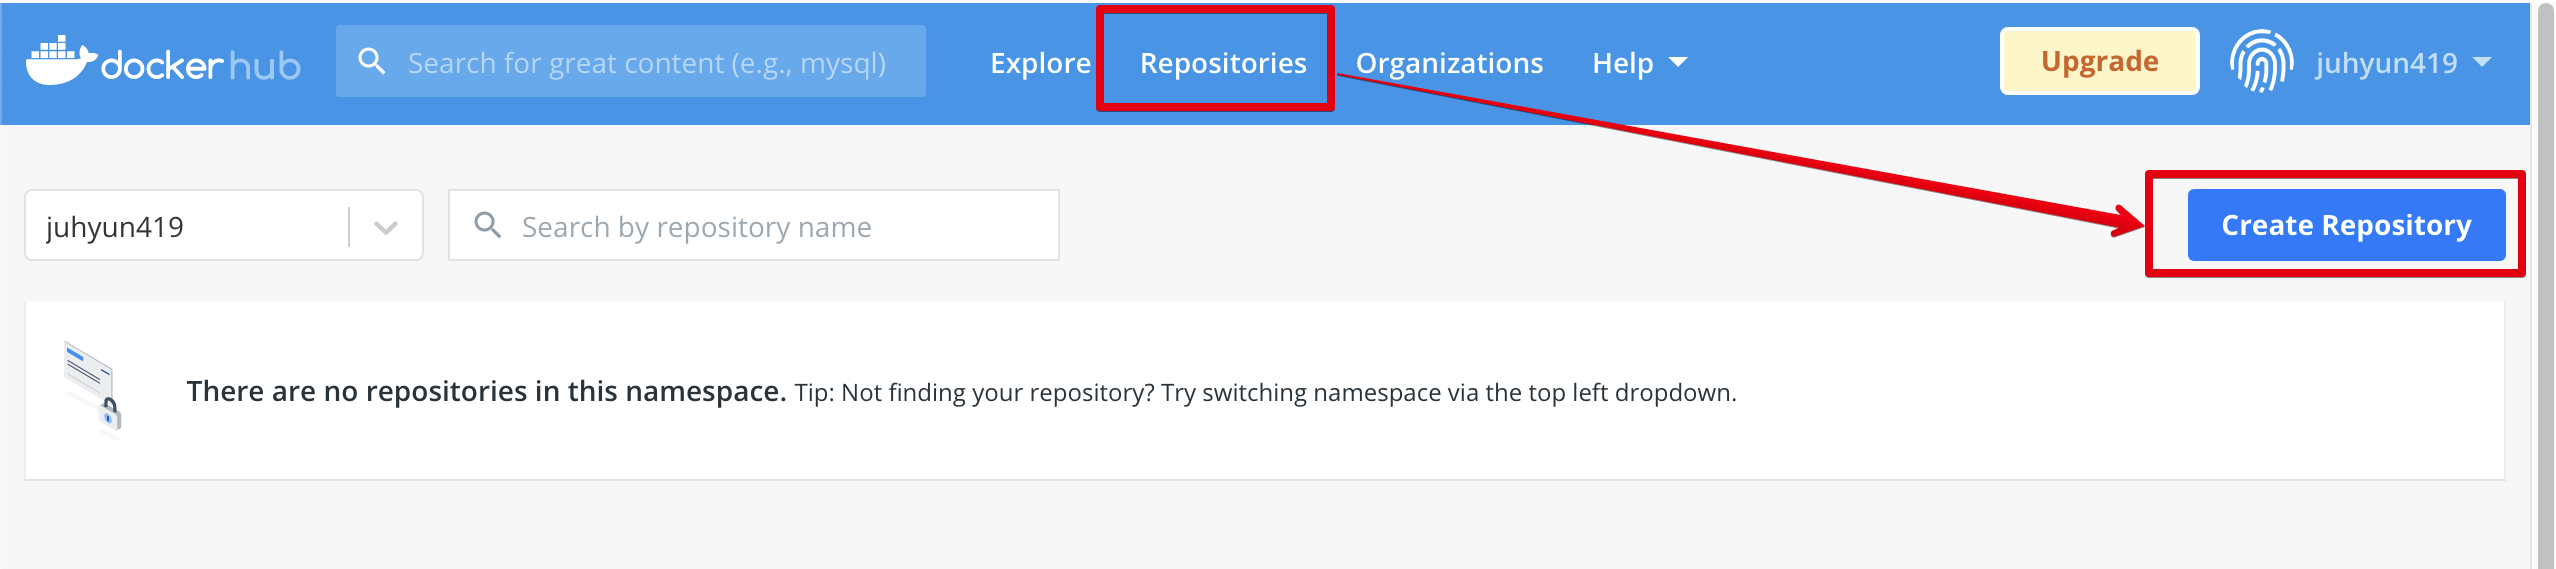 docker hub Search for great content (e.g., mysql) Explore Repositories Organizations Help Upgrade juhyun419
juhyun419 Search by repository name Create Repository
There are no repositories in this namespace. Tip: Not finding your repository? Try switching namespace via the top left dropdown.